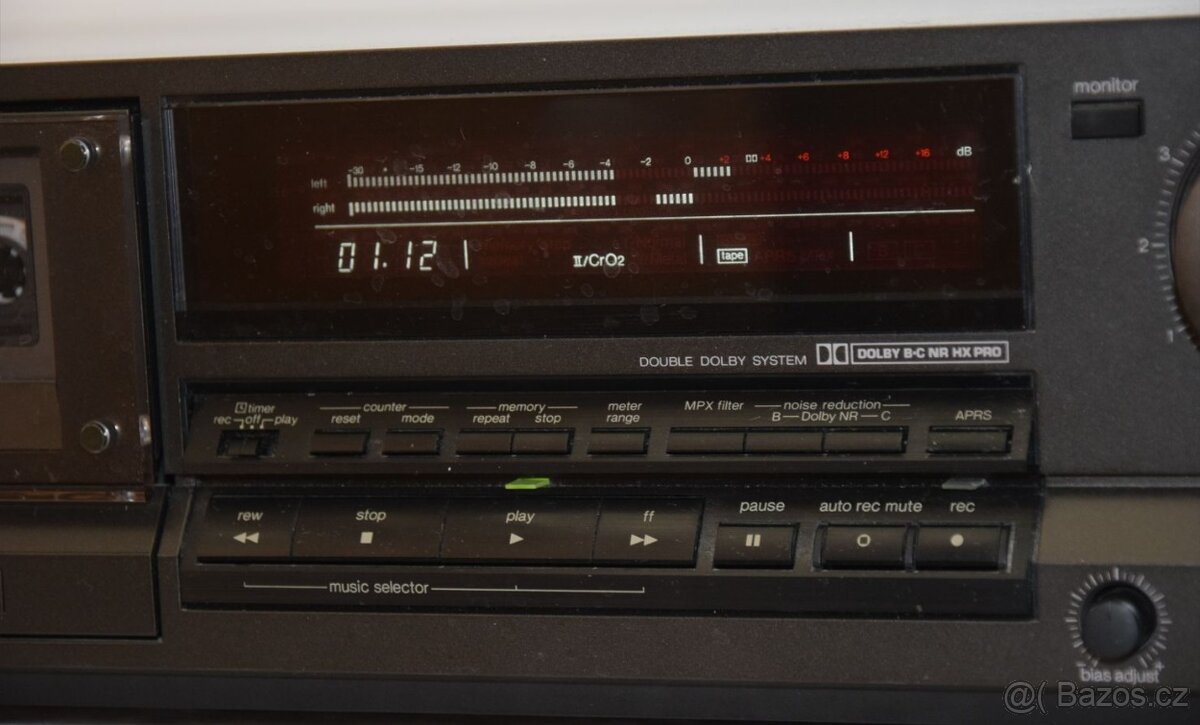 monitor
-30 -15 -12 -10 -8 -6 -4 -2 0 +2 +4 +6 +8 +12 +16 dB
left
right
3
2
1
01.12 II/CrO2 tape
DOUBLE DOLBY SYSTEM DOLBY B·C NR HX PRO
timer counter memory meter MPX filter noise reduction APRS
rec off play reset mode repeat stop range B Dolby NR C
rew stop play ff pause auto rec mute rec
music selector
bias adjust
@( Bazos.cz